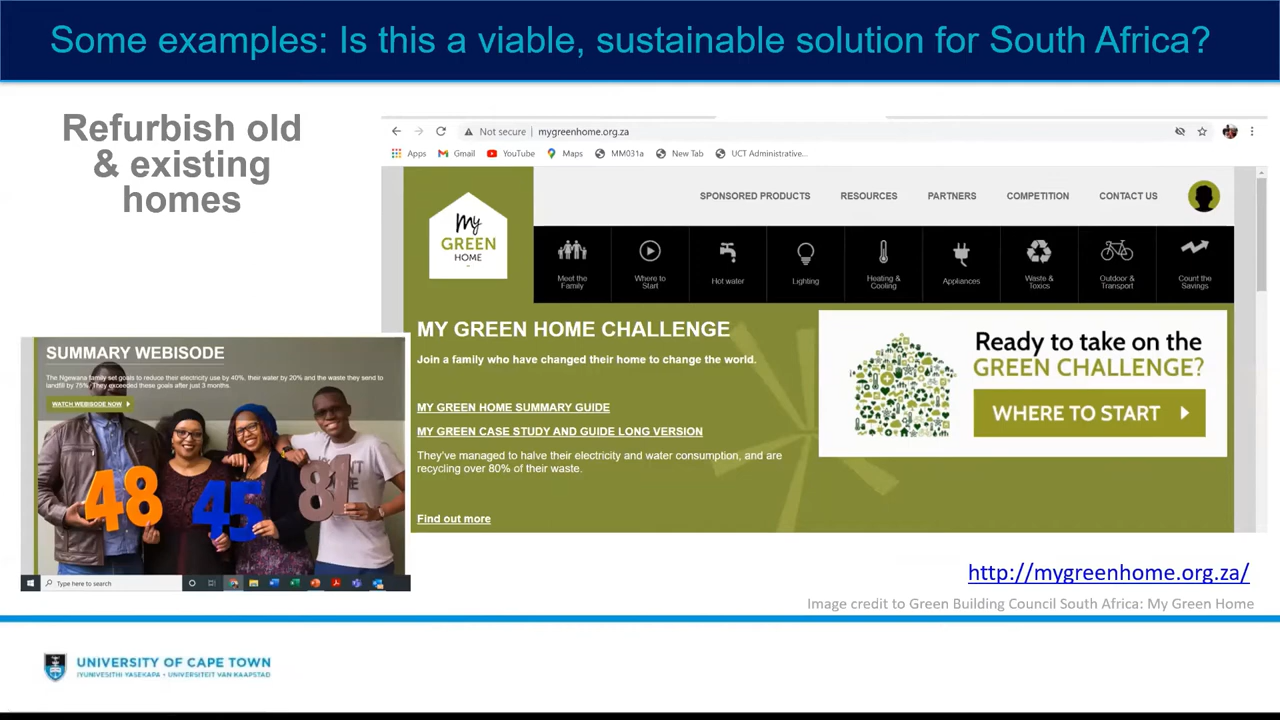 Some examples: Is this a viable, sustainable solution for South Africa?
Refurbish old
& existing
homes
Not secure | mygreenhome.org.za
Apps Gmail YouTube Maps MM031a New Tab UCT Administrative...
My
GREEN
HOME
SPONSORED PRODUCTS RESOURCES PARTNERS COMPETITION CONTACT US
Meet the
Family
Where to
Start
Hot water
Lighting
Heating &
Cooling
Appliances
Waste &
Toxics
Outdoor &
Transport
Count the
Savings
MY GREEN HOME CHALLENGE
Join a family who have changed their home to change the world.
MY GREEN HOME SUMMARY GUIDE
MY GREEN CASE STUDY AND GUIDE LONG VERSION
They've managed to halve their electricity and water consumption, and are
recycling over 80% of their waste.
Find out more
Ready to take on the
GREEN CHALLENGE?
WHERE TO START
SUMMARY WEBISODE
The Ngewana family set goals to reduce their electricity use by 40%, their water by 20% and the waste they send to
landfill by 75%. They exceeded these goals after just 3 months.
WATCH WEBISODE NOW
48
45
81
Type here to search
http://mygreenhome.org.za/
Image credit to Green Building Council South Africa: My Green Home
UNIVERSITY OF CAPE TOWN
IYUNIVESITHI YASEKAPA • UNIVERSITEIT VAN KAAPSTAD